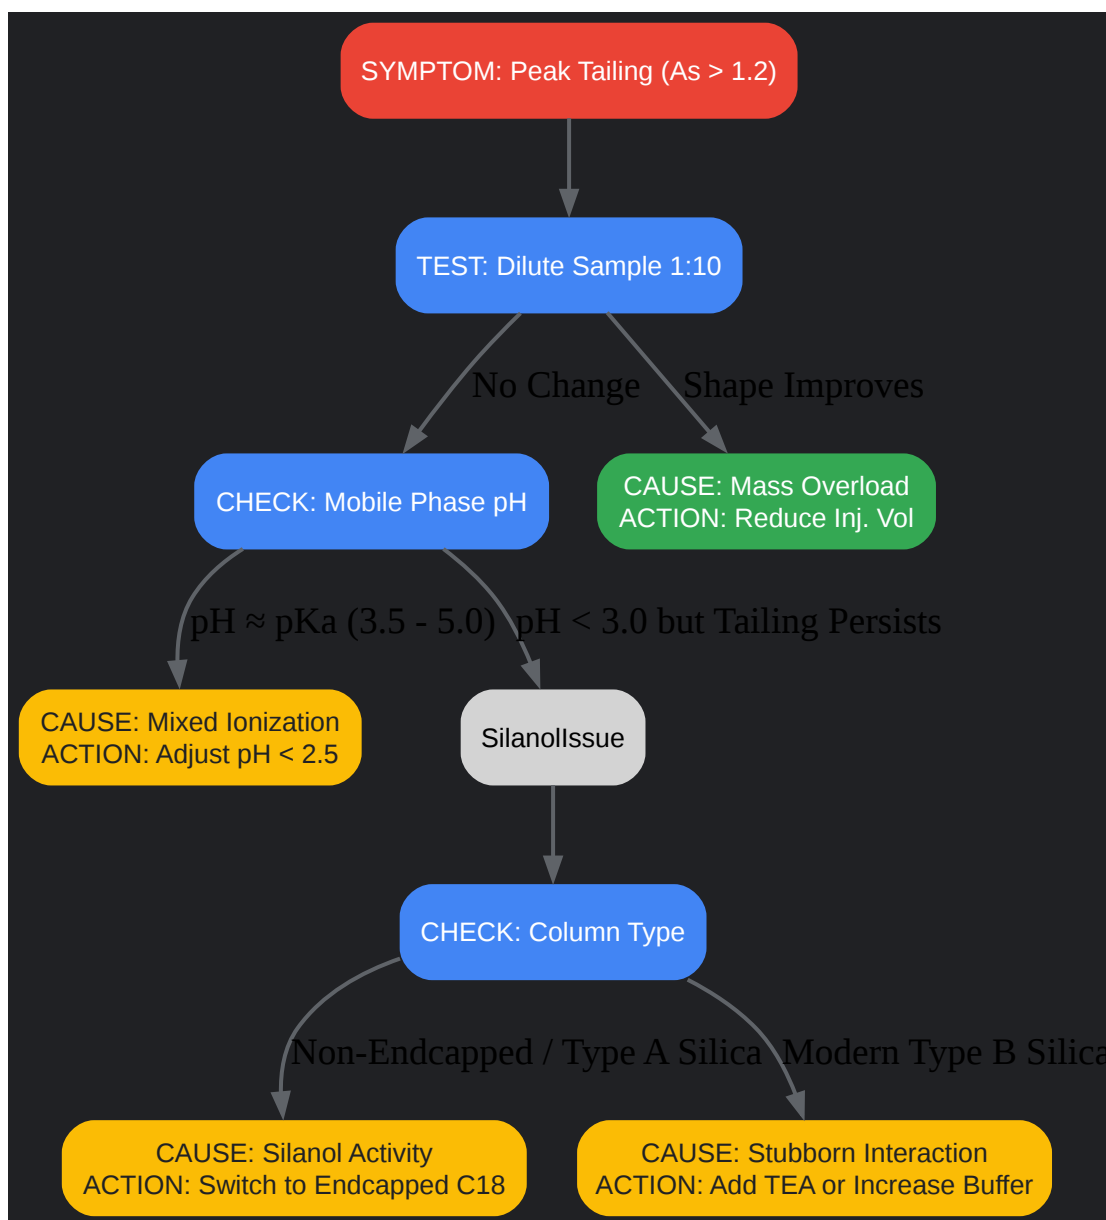 SYMPTOM: Peak Tailing (As > 1.2)
TEST: Dilute Sample 1:10
No Change
Shape Improves
CHECK: Mobile Phase pH
CAUSE: Mass Overload
ACTION: Reduce Inj. Vol
pH ≈ pKa (3.5 - 5.0)
pH < 3.0 but Tailing Persists
CAUSE: Mixed Ionization
ACTION: Adjust pH < 2.5
SilanolIssue
CHECK: Column Type
Non-Endcapped / Type A Silica
Modern Type B Silica
CAUSE: Silanol Activity
ACTION: Switch to Endcapped C18
CAUSE: Stubborn Interaction
ACTION: Add TEA or Increase Buffer